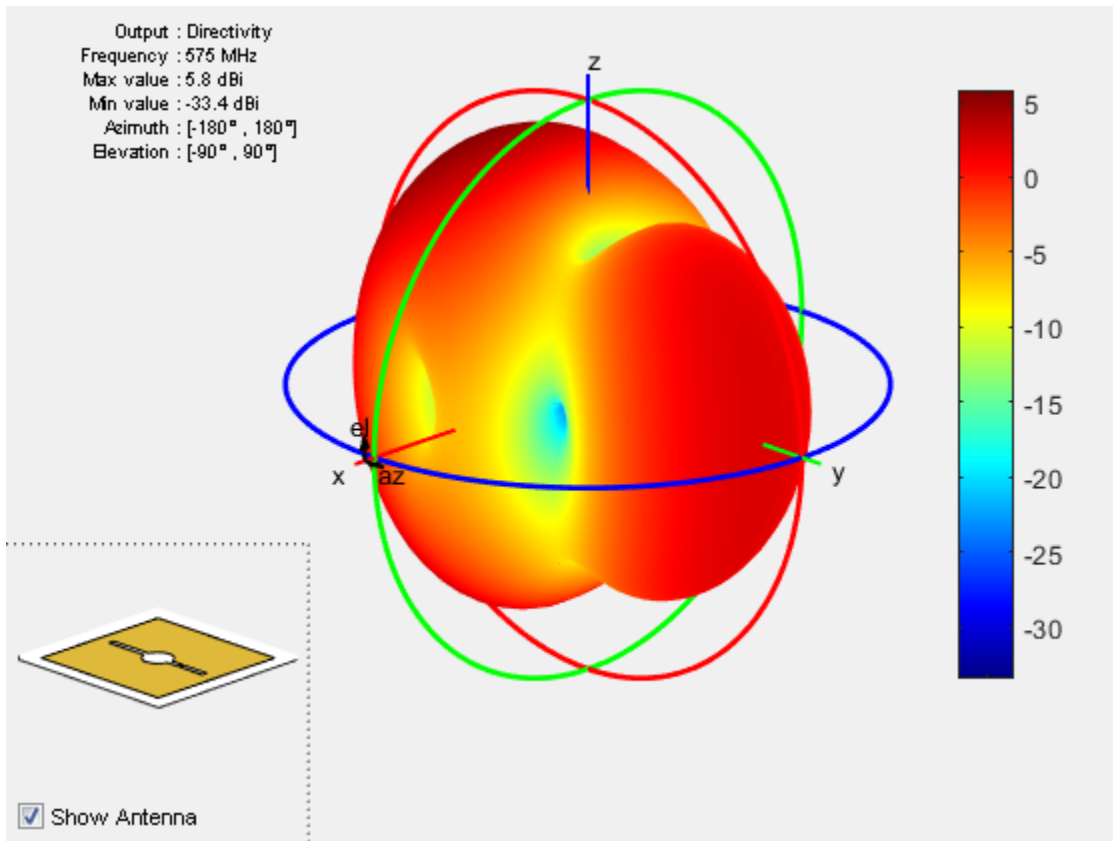 Output : Directivity
Frequency : 575 MHz
Max value : 5.8 dBi
Min value : -33.4 dBi
Azimuth : [-180° , 180°]
Elevation : [-90° , 90°]
z
5
0
-5
-10
-15
-20
-25
-30
el
x
az
y
Show Antenna